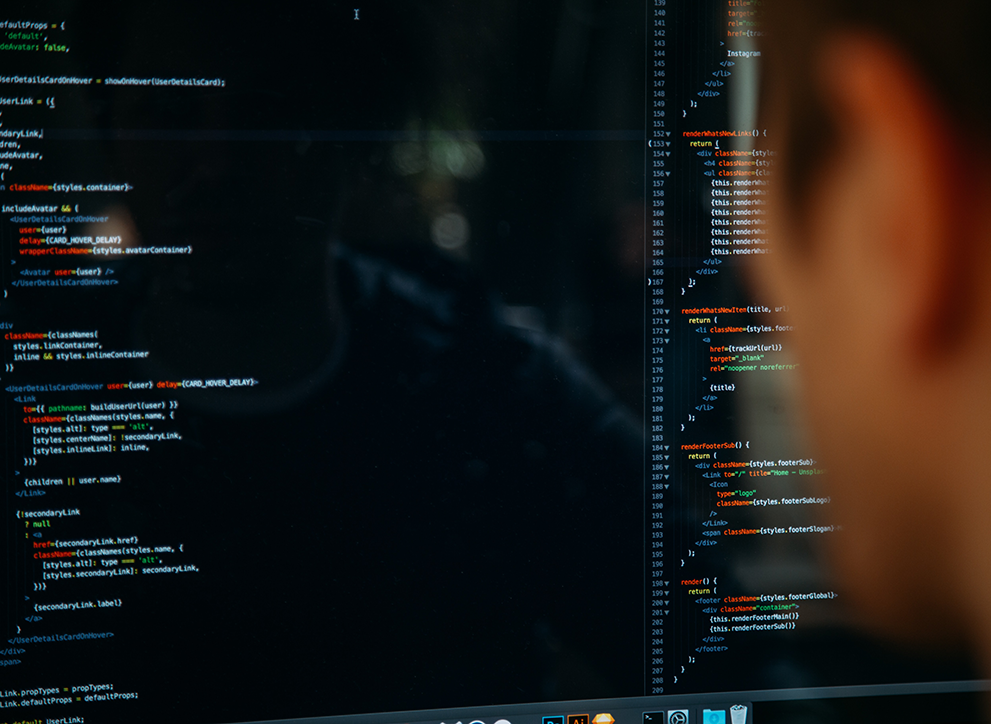 efaultProps = {
'default',
deAvatar: false,
UserDetailsCardOnHover = showOnHover(UserDetailsCard);
UserLink = ({
ndaryLink,
dren,
udeAvatar,
ne,
{
n className={styles.container}>
includeAvatar && (
<UserDetailsCardOnHover
user={user}
delay={CARD_HOVER_DELAY}
wrapperClassName={styles.avatarContainer}
>
<Avatar user={user} />
</UserDetailsCardOnHover>
)
div
className={classNames(
styles.linkContainer,
inline && styles.inlineContainer
)}
<UserDetailsCardOnHover user={user} delay={CARD_HOVER_DELAY}>
<Link
to={{ pathname: buildUserUrl(user) }}
className={classNames(styles.name, {
[styles.alt]: type === 'alt',
[styles.centerName]: !secondaryLink,
[styles.inlineLink]: inline,
})}
>
{children || user.name}
</Link>
{!secondaryLink
? null
: <a
href={secondaryLink.href}
className={classNames(styles.name, {
[styles.alt]: type === 'alt',
[styles.secondaryLink]: secondaryLink,
})}
>
{secondaryLink.label}
</a>
}
</UserDetailsCardOnHover>
</div>
span>
Link.propTypes = propTypes;
Link.defaultProps = defaultProps;
default UserLink;
139 title=
140 target=
141 rel=
142 href={
143 >
144 Instagram
145 </a>
146 </li>
147 </ul>
148 </div>
149 );
150 }
151
152 renderWhatsNewLinks() {
153 return (
154 <div className={styles
155 <h4 className={sty
156 <ul className={
157 {this.renderWhat
158 {this.renderWhat
159 {this.renderWhat
160 {this.renderWhat
161 {this.renderWhat
162 {this.renderWhat
163 {this.renderWhat
164 {this.renderWhat
165 </ul>
166 </div>
167 );
168 }
169
170 renderWhatsNewItem(title, url
171 return (
172 <li className={styles.foote
173 <a
174 href={trackUrl(url)}
175 target="_blank"
176 rel="noopener noreferrer"
177 >
178 {title}
179 </a>
180 </li>
181 );
182 }
183
184 renderFooterSub() {
185 return (
186 <div className={styles.footerSub}>
187 <Link to="/" title="Home – Unsplas
188 <Icon
189 type="logo"
190 className={styles.footerSubLogo}
191 />
192 </Link>
193 <span className={styles.footerSlogan}>
194 </div>
195 );
196 }
197
198 render() {
199 return (
200 <footer className={styles.footerGlobal}>
201 <div className="container">
202 {this.renderFooterMain()}
203 {this.renderFooterSub()}
204 </div>
205 </footer>
206 );
207 }
208 }
209
Ai